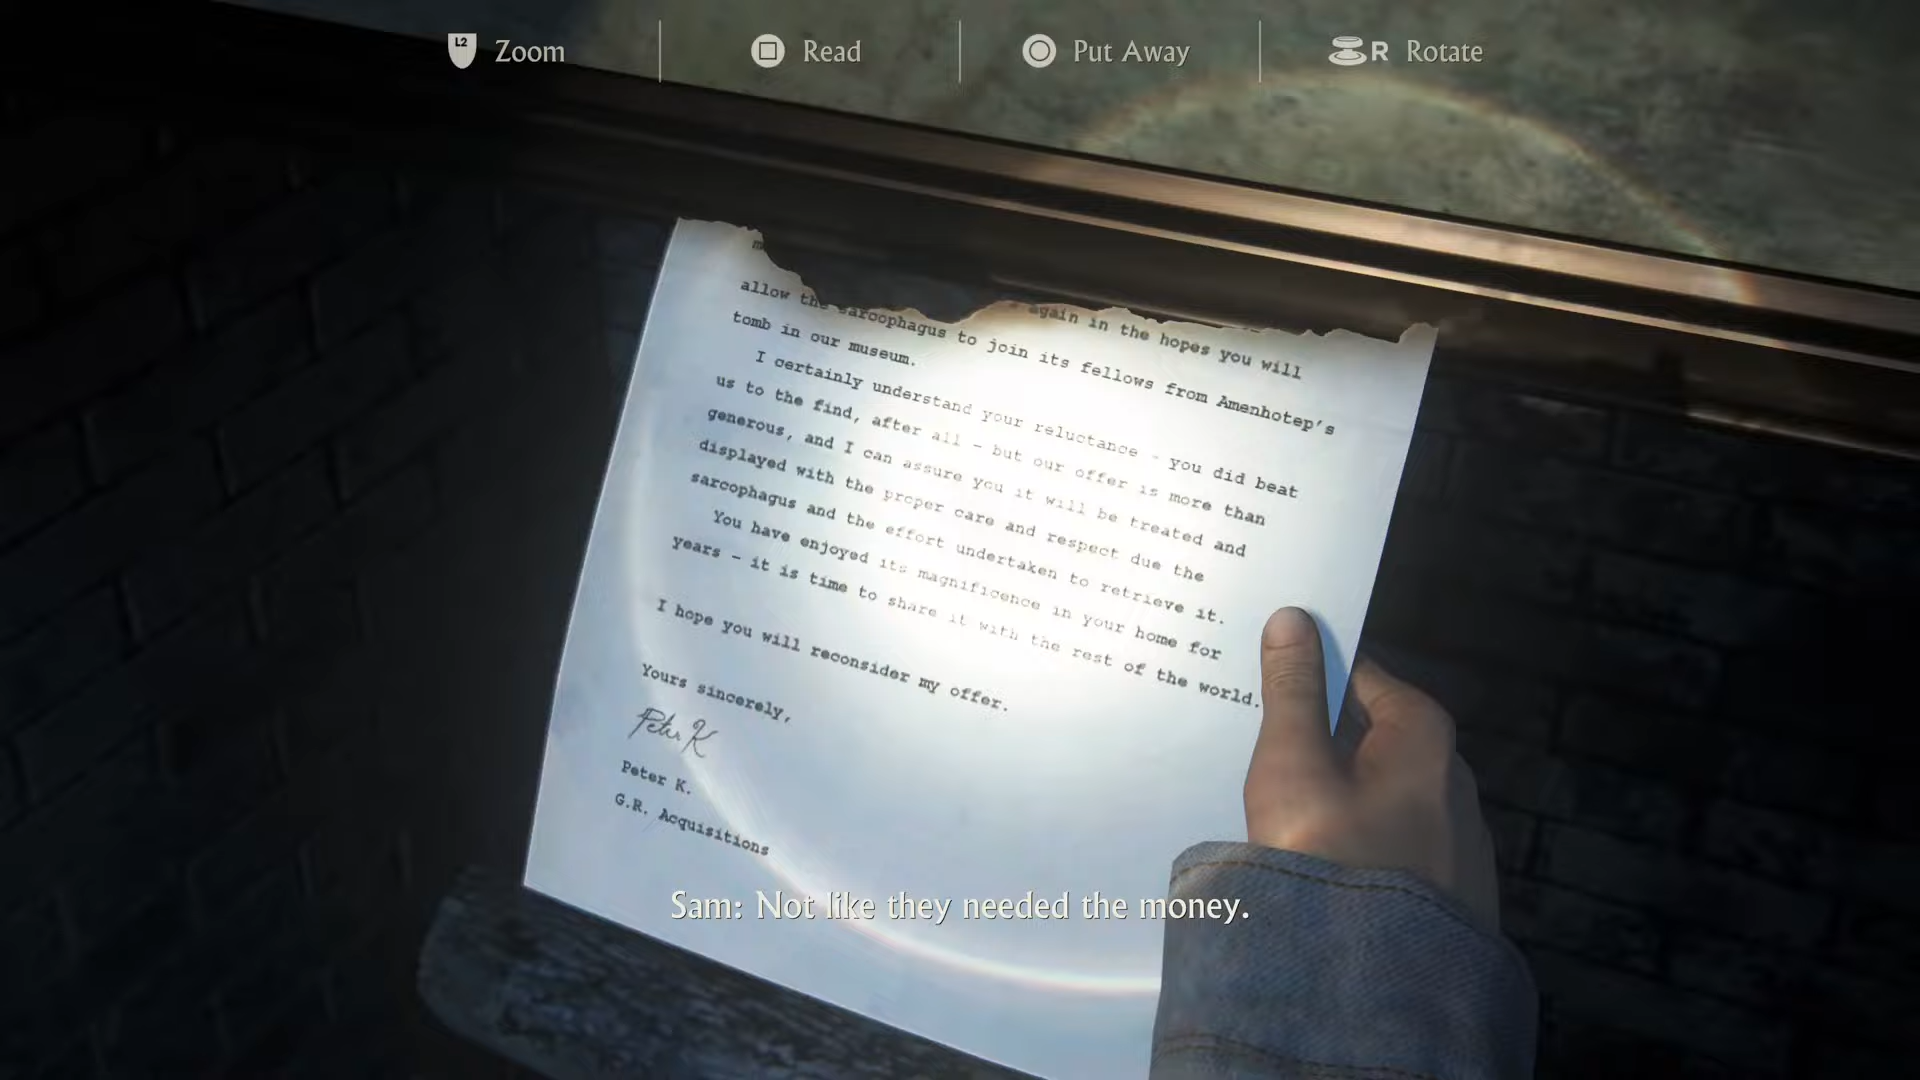 L2 Zoom
Read
Put Away
R Rotate
again in the hopes you will
allow the sarcophagus to join its fellows from Amenhotep's
tomb in our museum.
I certainly understand your reluctance - you did beat
us to the find, after all - but our offer is more than
generous, and I can assure you it will be treated and
displayed with the proper care and respect due the
sarcophagus and the effort undertaken to retrieve it.
You have enjoyed its magnificence in your home for
years - it is time to share it with the rest of the world.
I hope you will reconsider my offer.
Yours sincerely,
Peter K
Peter K.
G.R. Acquisitions
Sam: Not like they needed the money.